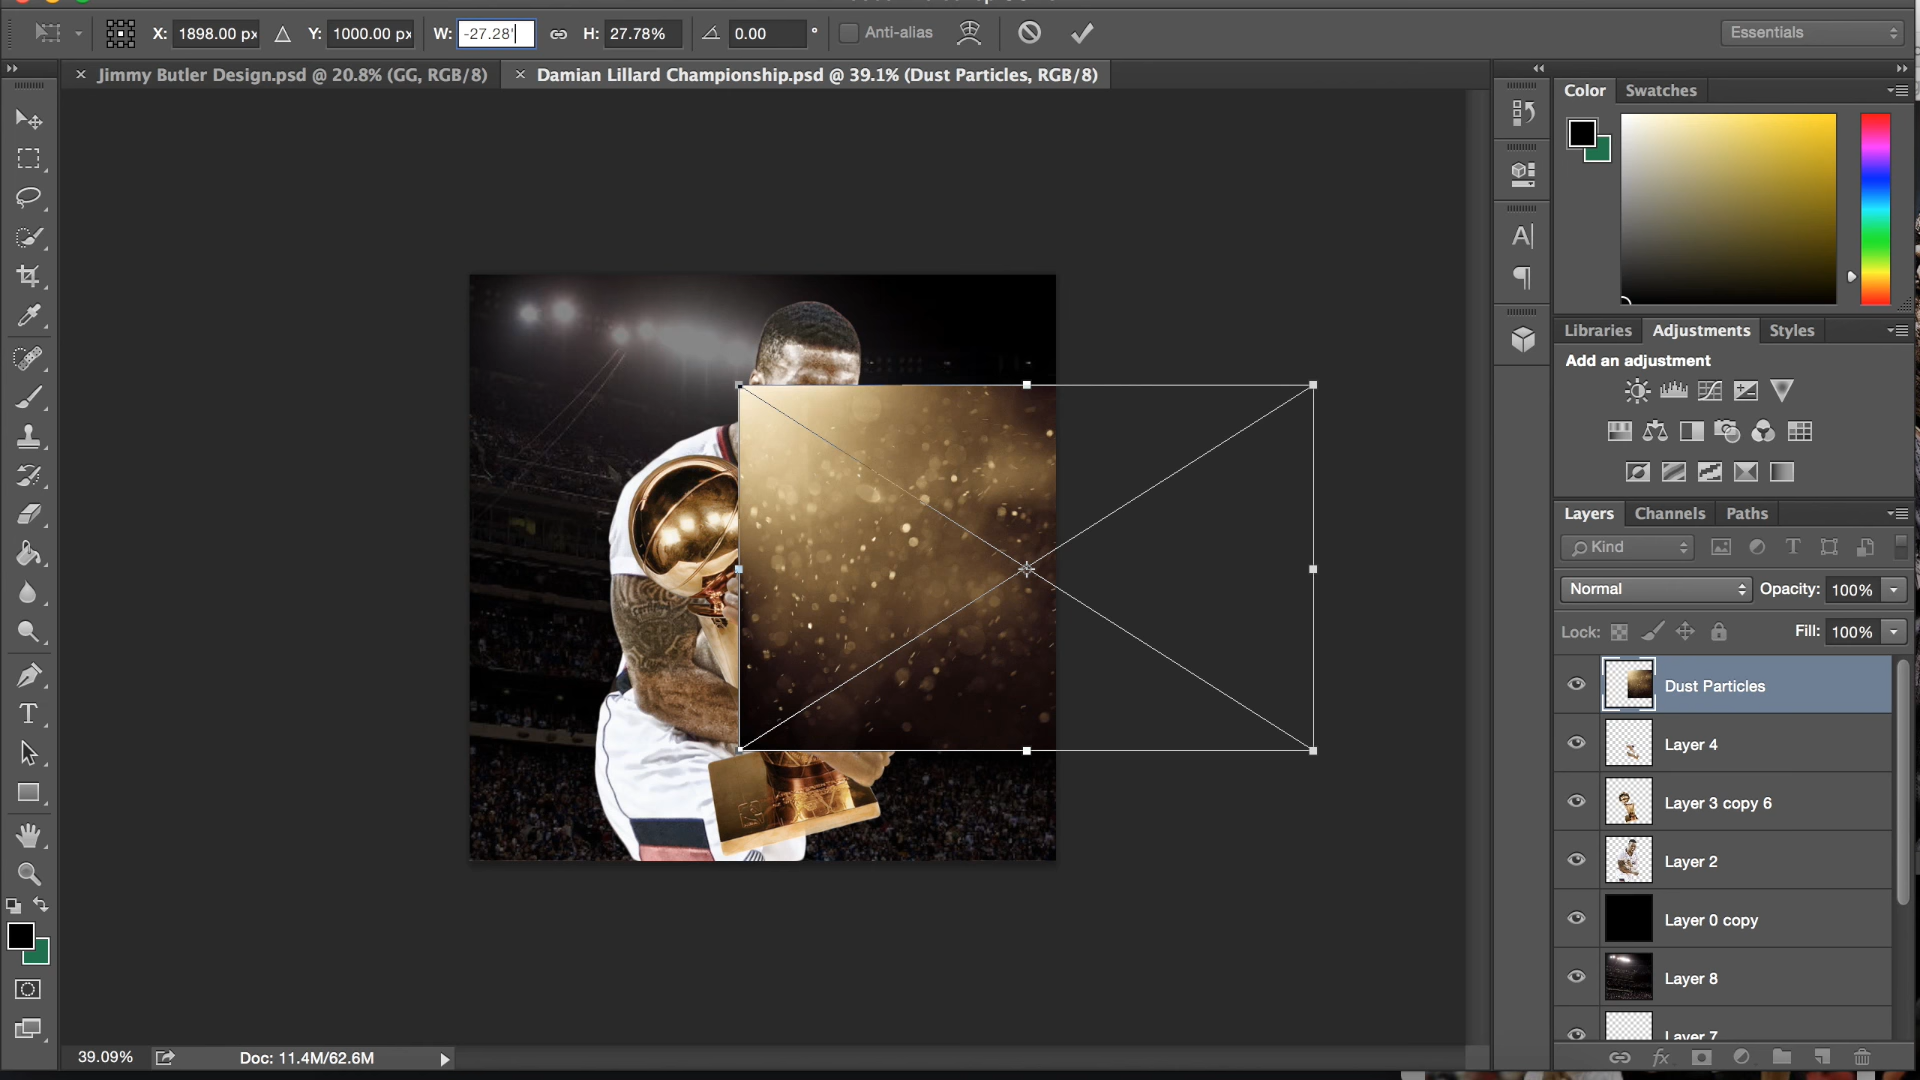 X: 1898.00 px Y: 1000.00 px W: -27.28' H: 27.78% 0.00 ° Anti-alias Essentials
× Jimmy Butler Design.psd @ 20.8% (GG, RGB/8) × Damian Lillard Championship.psd @ 39.1% (Dust Particles, RGB/8)
Color Swatches
Libraries Adjustments Styles
Add an adjustment
Layers Channels Paths
Kind
Normal Opacity: 100%
Lock: Fill: 100%
Dust Particles
Layer 4
Layer 3 copy 6
Layer 2
Layer 0 copy
Layer 8
Layer 7
39.09% Doc: 11.4M/62.6M